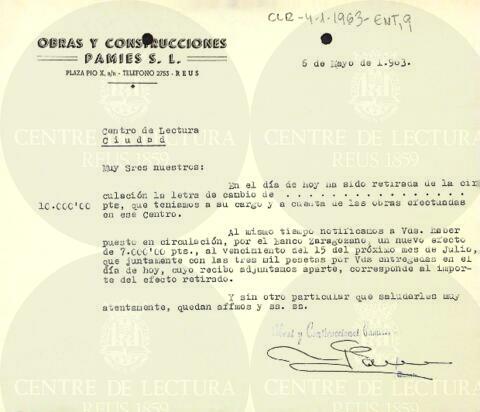 CLR-4-1-1963-ENT,9
OBRAS Y CONSTRUCCIONES
PAMIES S. L.
PLAZA PIO X, s/n - TELEFONO 2755 - REUS
6 de Mayo de 1.963.
Centro de Lectura
Ciudad
Muy Sres nuestros:
En el día de hoy ha sido retirada de la cir
culación la letra de cambio de . . . . . . . . . . . . . . . .
10.000'00 pts, que teniamos a su cargo y a cuenta de las obras efectuadas
en ese Centro.
Al mismo tiempo notificamos a Vds. haber
puesto en circulación, por el Banco Zaragozano, un nuevo efecto
de 7.000'00 pts., al vencimiento del 15 del próximo mes de Julio,
que juntamente con las tres mil pesetas por Vds entregadas en el
día de hoy, cuyo recibo adjuntamos aparte, corresponde al impor-
te del efecto retirado.
Y sin otro particular que saludarles muy
atentamente, quedan affmos y ss. ss.
Obras y Construcciones Pamies
CENTRE DE LECTURA
REUS 1859
CENTRE DE LECTURA
REUS 1859
CENTRE DE LECTURA
REUS 1859
CENTRE DE LECTURA
REUS 1859